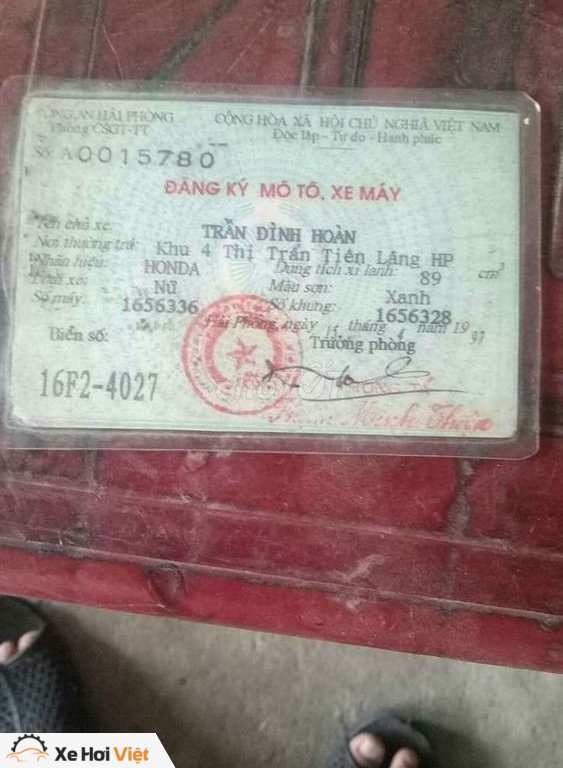 CÔNG AN HẢI PHÒNG
Phòng CSGT-TT
CỘNG HÒA XÃ HỘI CHỦ NGHĨA VIỆT NAM
Độc lập - Tự do - Hạnh phúc
Số: A0015780
ĐĂNG KÝ MÔ TÔ, XE MÁY
Tên chủ xe: TRẦN ĐÌNH HOÀN
Nơi thường trú: Khu 4 Thị Trấn Tiên Lãng HP
Nhãn hiệu: HONDA Dung tích xi lanh: 89 cm³
Loại xe: Nữ Màu sơn: Xanh
Số máy: 1656336 Số khung: 1656328
Hải Phòng, ngày 15 tháng 4 năm 19 97
Biển số: Trưởng phòng
16F2-4027
Xe Hơi Việt